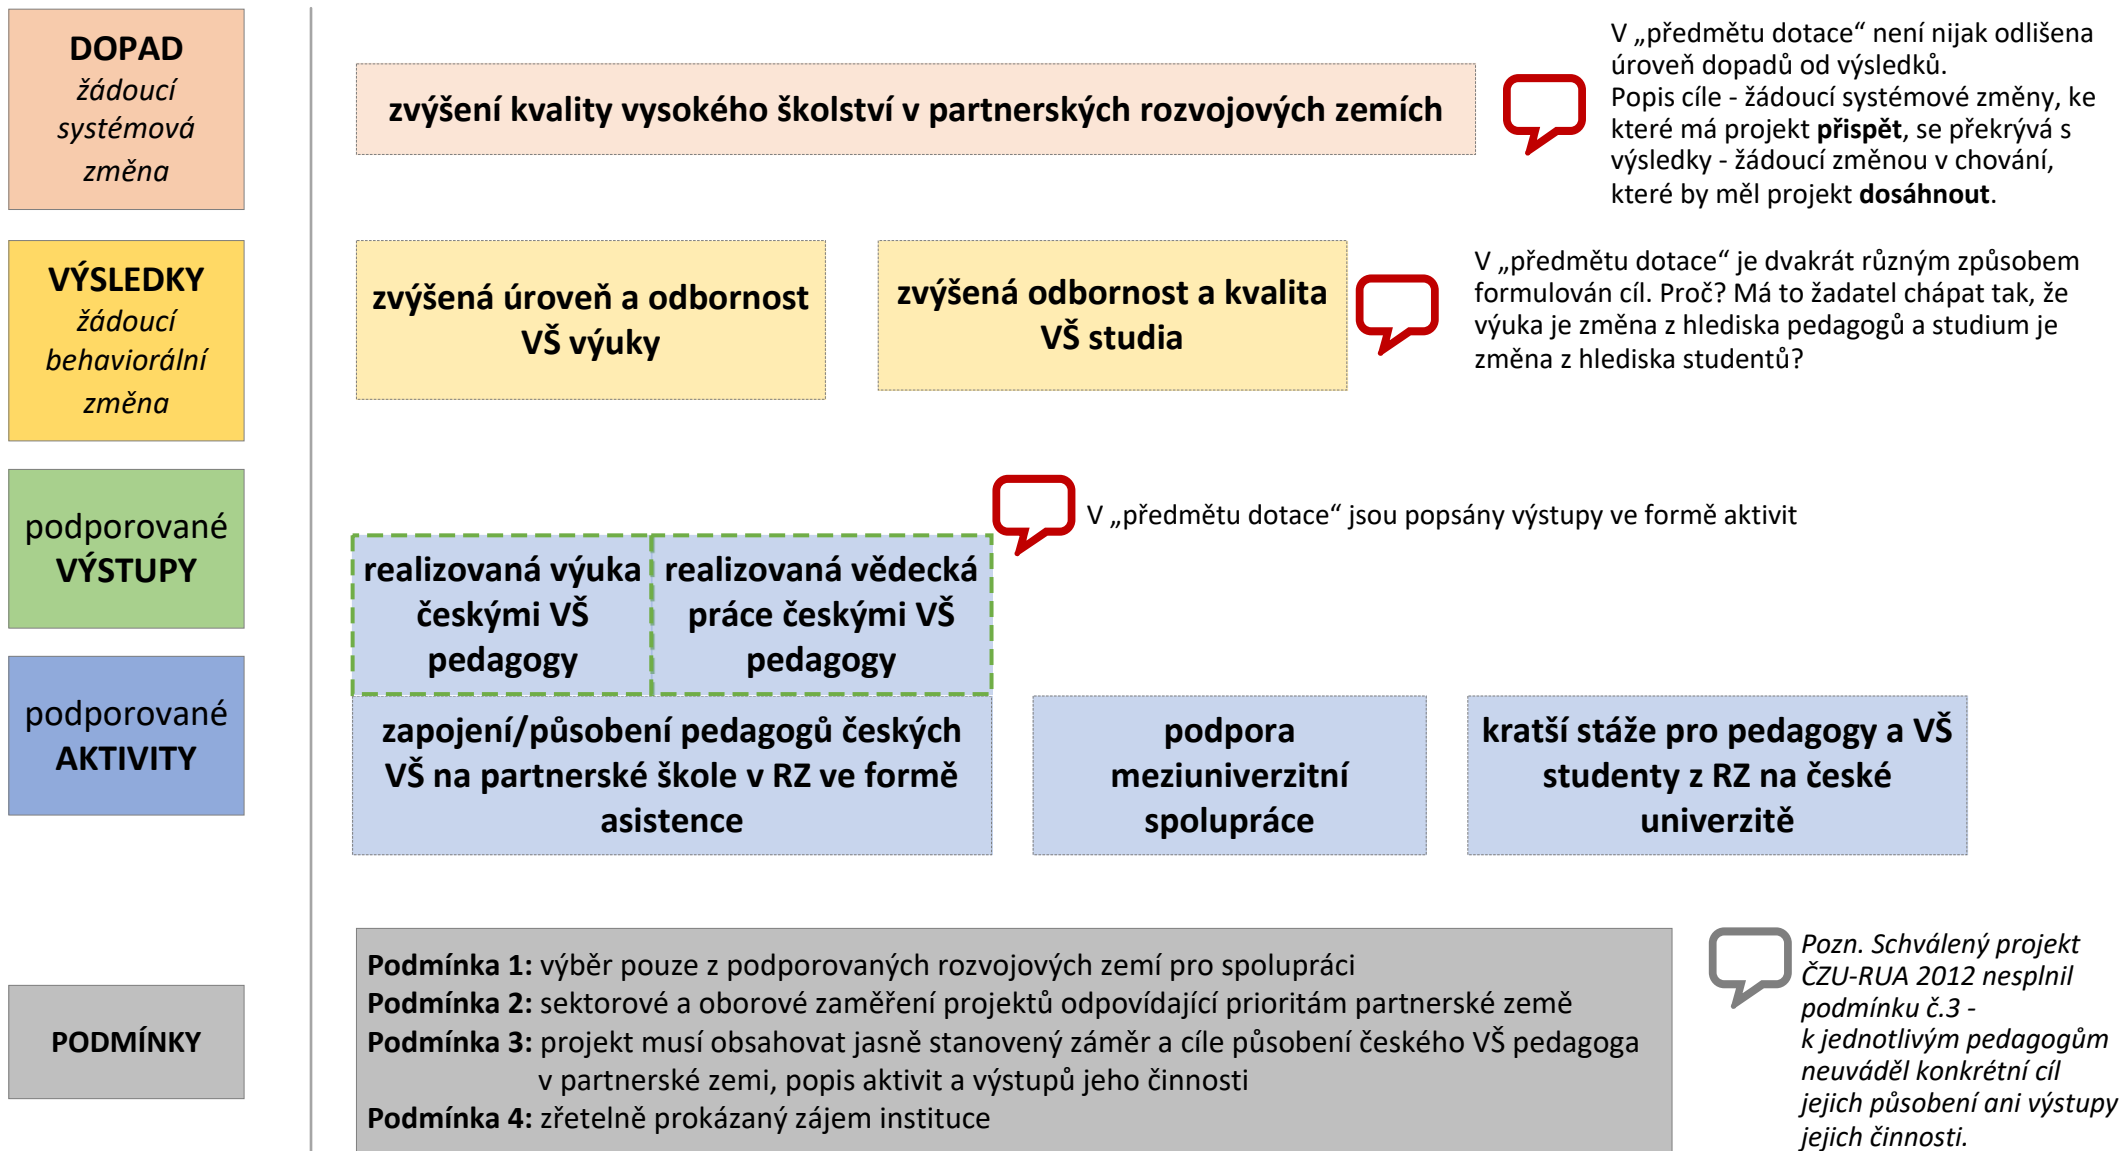 DOPAD
žádoucí
systémová
změna
zvýšení kvality vysokého školství v partnerských rozvojových zemích
V „předmětu dotace“ není nijak odlišena
úroveň dopadů od výsledků.
Popis cíle - žádoucí systémové změny, ke
které má projekt přispět, se překrývá s
výsledky - žádoucí změnou v chování,
které by měl projekt dosáhnout.
VÝSLEDKY
žádoucí
behaviorální
změna
zvýšená úroveň a odbornost
VŠ výuky
zvýšená odbornost a kvalita
VŠ studia
V „předmětu dotace“ je dvakrát různým způsobem
formulován cíl. Proč? Má to žadatel chápat tak, že
výuka je změna z hlediska pedagogů a studium je
změna z hlediska studentů?
podporované
VÝSTUPY
V „předmětu dotace“ jsou popsány výstupy ve formě aktivit
realizovaná výuka
českými VŠ
pedagogy
realizovaná vědecká
práce českými VŠ
pedagogy
podporované
AKTIVITY
zapojení/působení pedagogů českých
VŠ na partnerské škole v RZ ve formě
asistence
podpora
meziuniverzitní
spolupráce
kratší stáže pro pedagogy a VŠ
studenty z RZ na české
univerzitě
PODMÍNKY
Podmínka 1: výběr pouze z podporovaných rozvojových zemí pro spolupráci
Podmínka 2: sektorové a oborové zaměření projektů odpovídající prioritám partnerské země
Podmínka 3: projekt musí obsahovat jasně stanovený záměr a cíle působení českého VŠ pedagoga
v partnerské zemi, popis aktivit a výstupů jeho činnosti
Podmínka 4: zřetelně prokázaný zájem instituce
Pozn. Schválený projekt
ČZU-RUA 2012 nesplnil
podmínku č.3 -
k jednotlivým pedagogům
neuváděl konkrétní cíl
jejich působení ani výstupy
jejich činnosti.